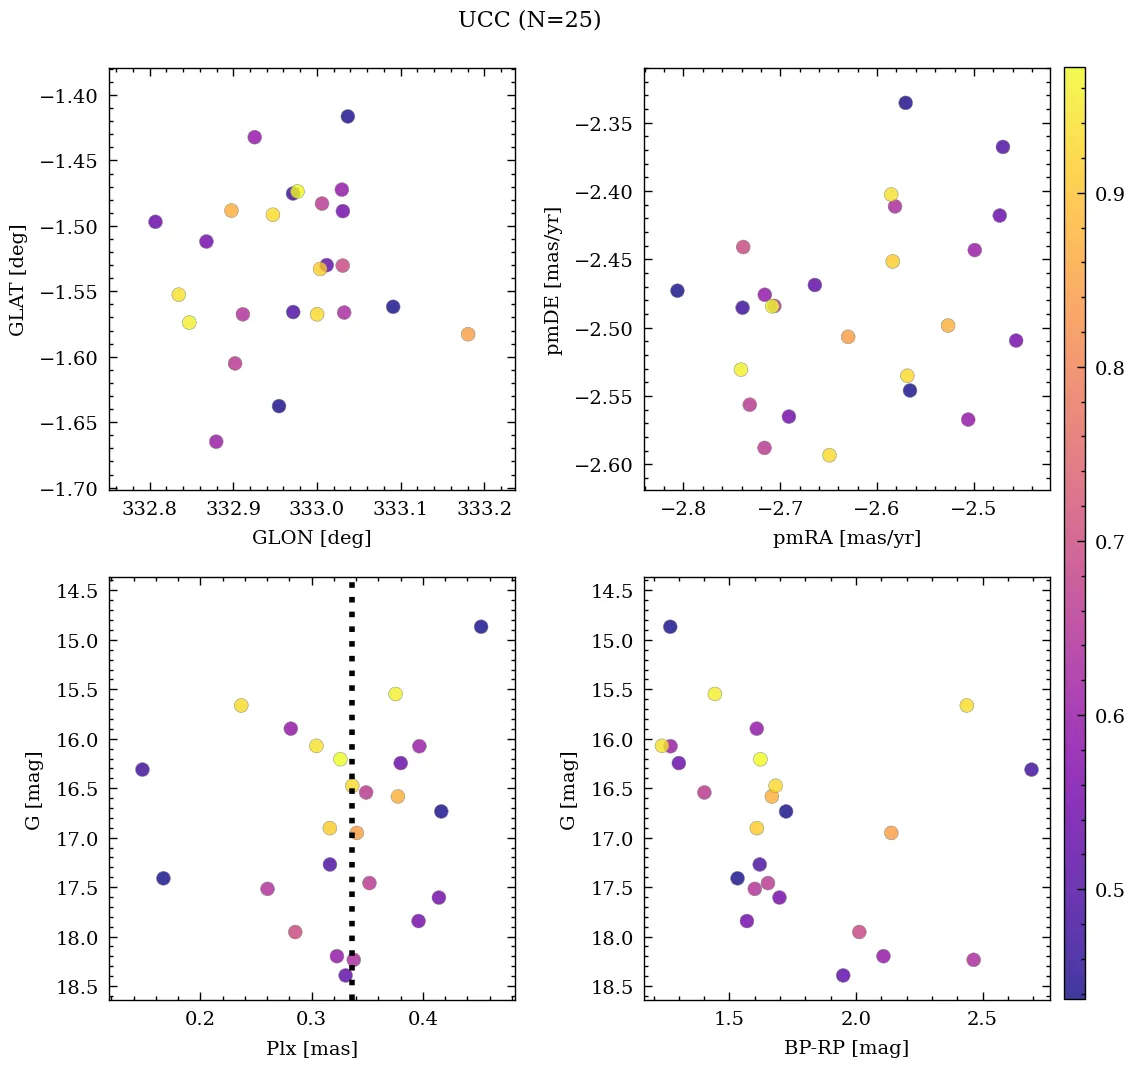 UCC (N=25)
−1.40
−1.45
−1.50
−1.55
−1.60
−1.65
−1.70
GLAT [deg]
332.8 332.9 333.0 333.1 333.2
GLON [deg]
−2.35
−2.40
−2.45
−2.50
−2.55
−2.60
pmDE [mas/yr]
−2.8 −2.7 −2.6 −2.5
pmRA [mas/yr]
14.5
15.0
15.5
16.0
16.5
17.0
17.5
18.0
18.5
G [mag]
0.2 0.3 0.4
Plx [mas]
14.5
15.0
15.5
16.0
16.5
17.0
17.5
18.0
18.5
G [mag]
1.5 2.0 2.5
BP-RP [mag]
0.9
0.8
0.7
0.6
0.5